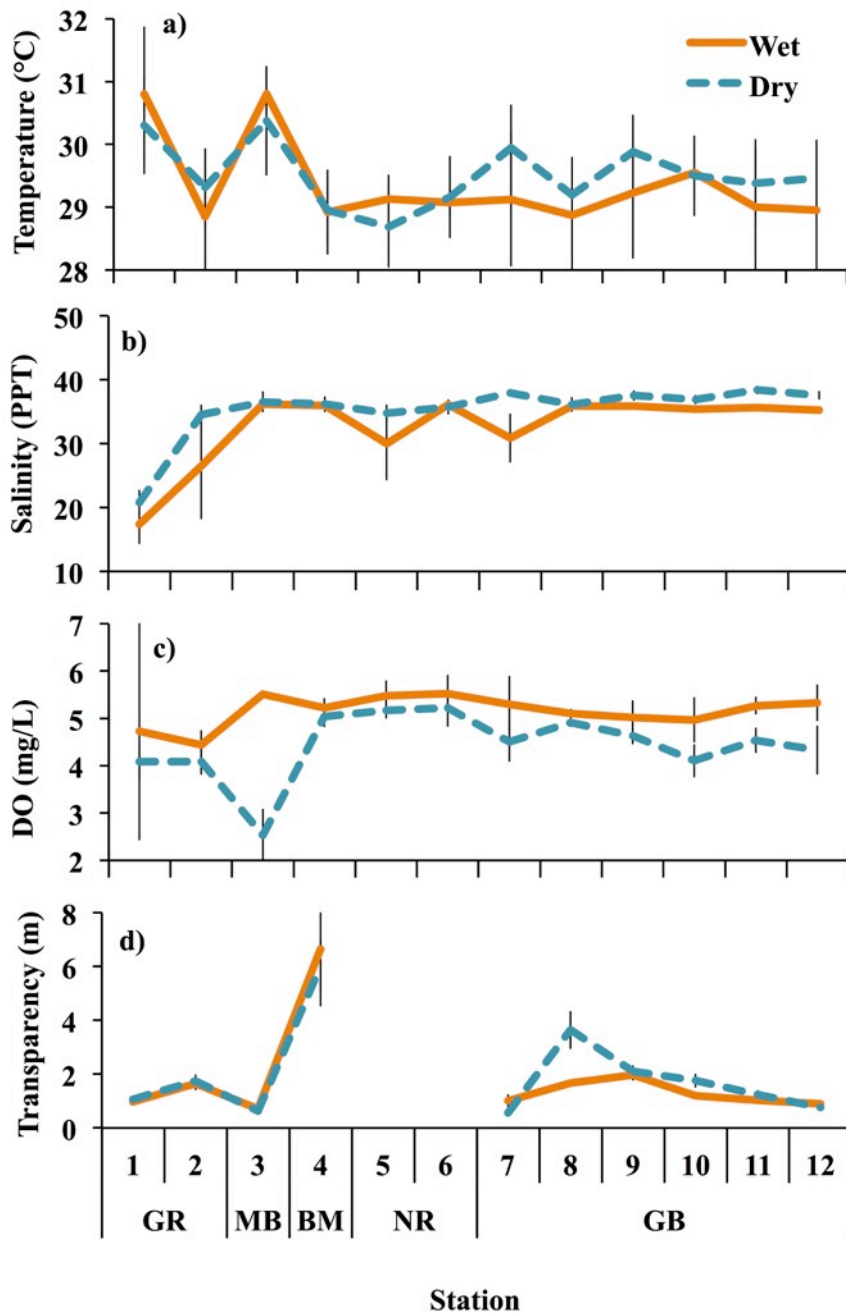 a)
Wet
Dry
Temperature (°C)
32
31
30
29
28
b)
Salinity (PPT)
50
40
30
20
10
c)
DO (mg/L)
7
6
5
4
3
2
d)
Transparency (m)
8
6
4
2
0
1 2 3 4 5 6 7 8 9 10 11 12
GR MB BM NR GB
Station